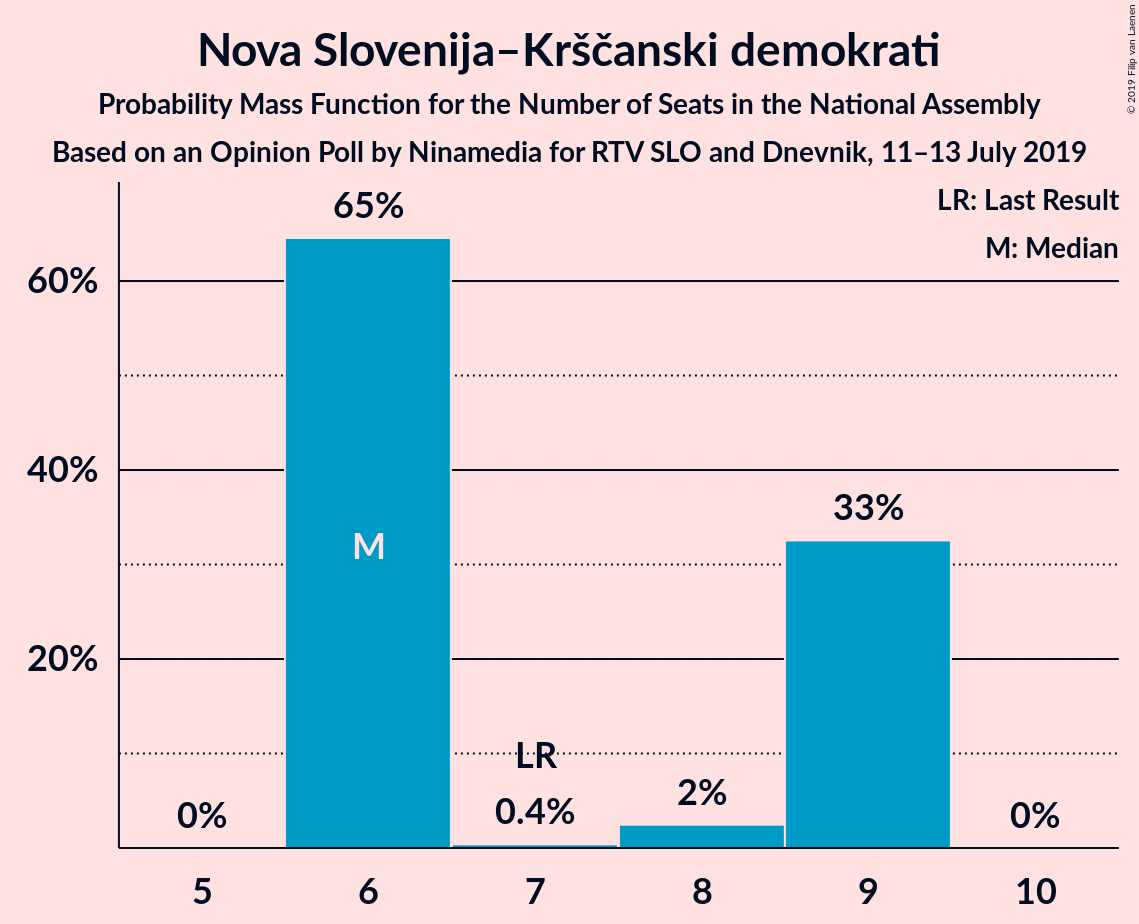 Nova Slovenija–Krščanski demokrati
Probability Mass Function for the Number of Seats in the National Assembly
Based on an Opinion Poll by Ninamedia for RTV SLO and Dnevnik, 11–13 July 2019
© 2019 Filip van Laenen
LR: Last Result
M: Median
65%
60%
40%
33%
M
20%
LR
0%
0.4%
2%
0%
5 6 7 8 9 10